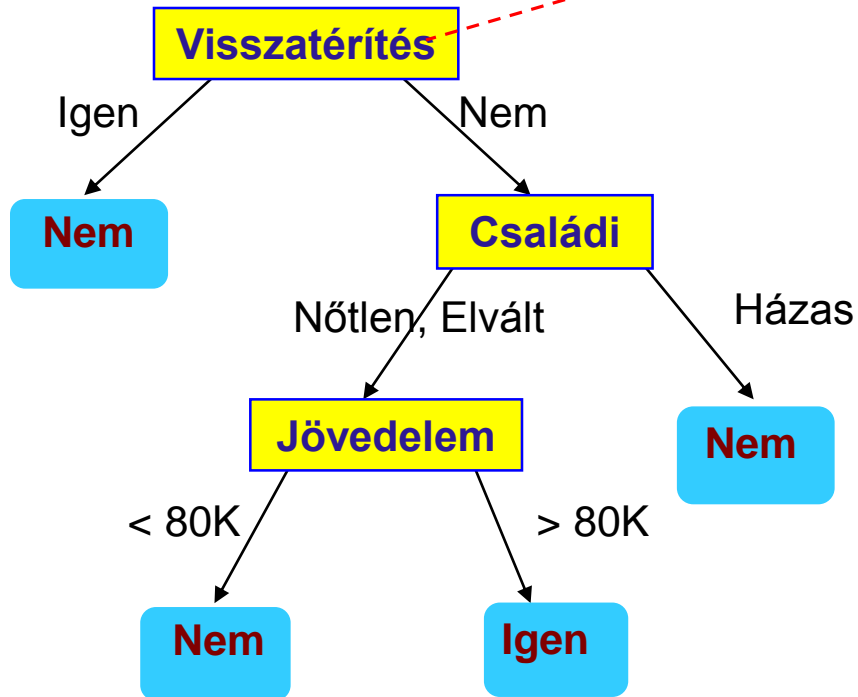 Visszatérítés
Igen
Nem
Nem
Családi
Nőtlen, Elvált
Házas
Jövedelem
Nem
< 80K
> 80K
Nem
Igen